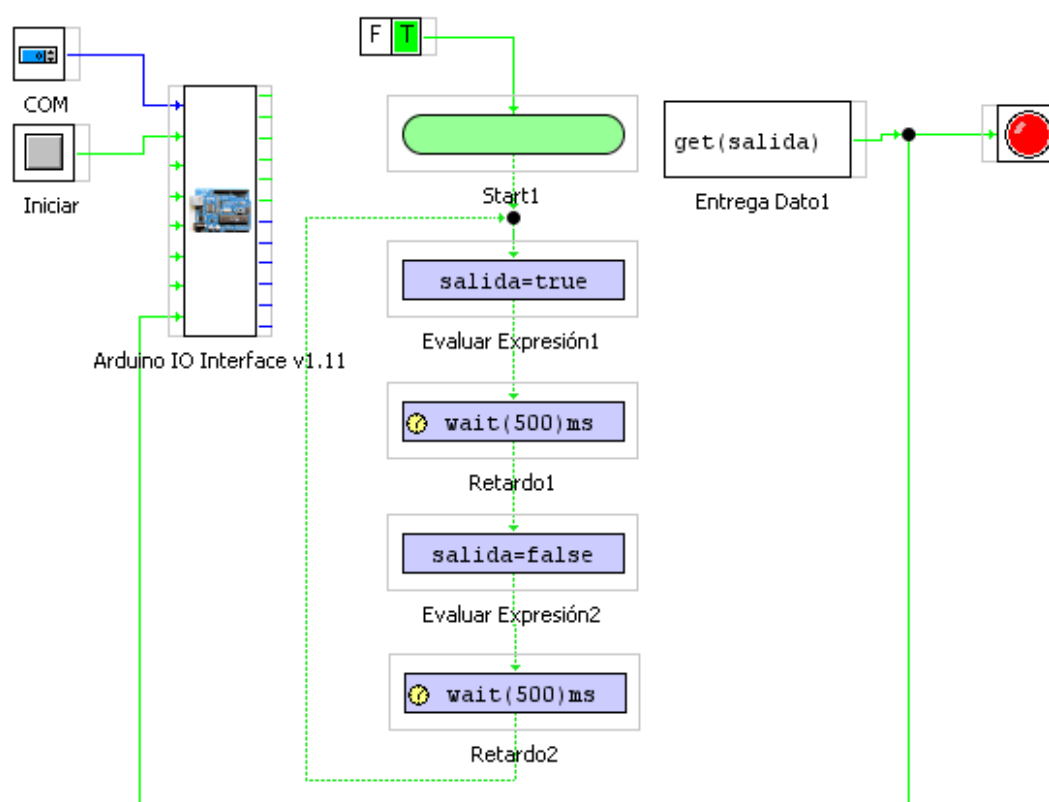 F T
0
COM
Iniciar
Arduino IO Interface v1.11
Start1
salida=true
Evaluar Expresión1
wait(500)ms
Retardo1
salida=false
Evaluar Expresión2
wait(500)ms
Retardo2
get(salida)
Entrega Dato1